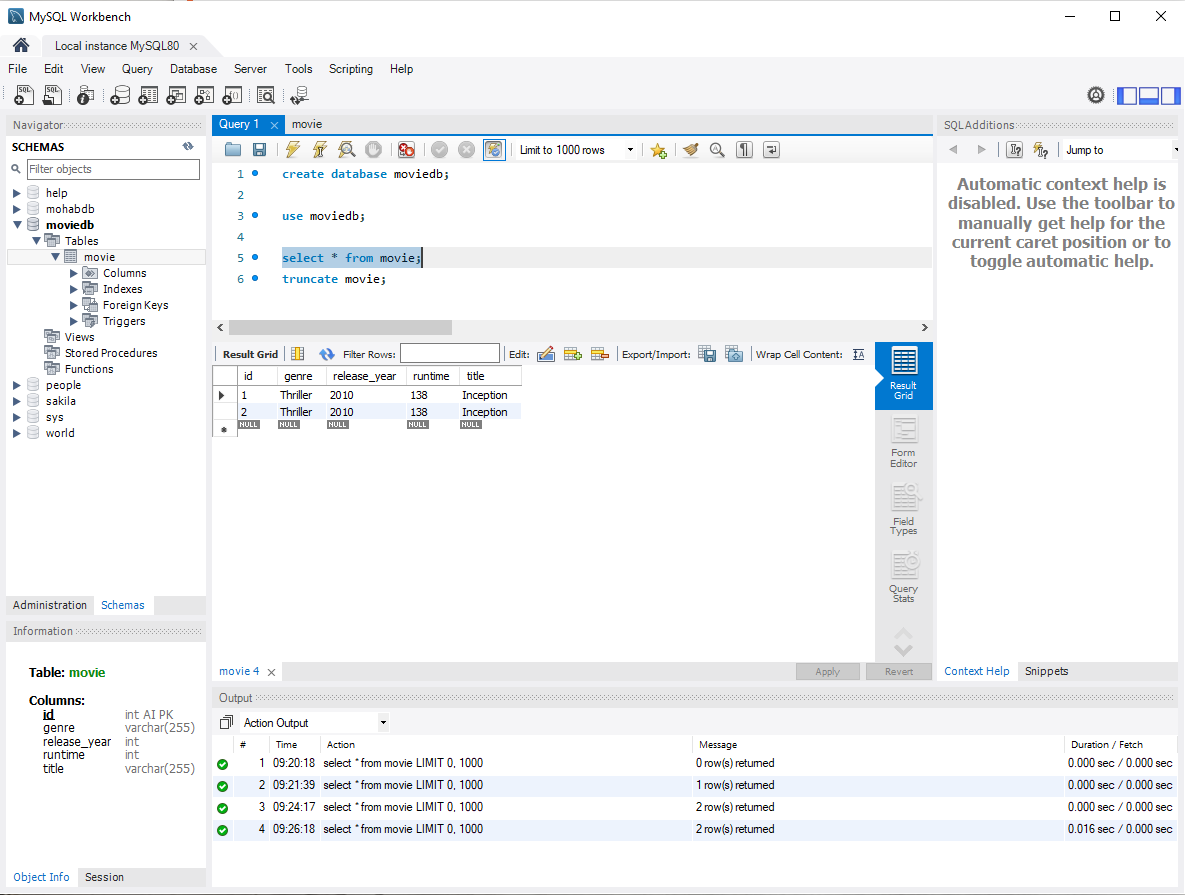 MySQL Workbench
Local instance MySQL80
File Edit View Query Database Server Tools Scripting Help
Navigator
SCHEMAS
Filter objects
help
mohabdb
moviedb
Tables
movie
Columns
Indexes
Foreign Keys
Triggers
Views
Stored Procedures
Functions
people
sakila
sys
world
Administration Schemas
Information
Table: movie
Columns:
id int AI PK
genre varchar(255)
release_year int
runtime int
title varchar(255)
Object Info Session
Query 1 movie
Limit to 1000 rows
1 create database moviedb;
2
3 use moviedb;
4
5 select * from movie;
6 truncate movie;
Result Grid Filter Rows: Edit: Export/Import: Wrap Cell Content:
id genre release_year runtime title
1 Thriller 2010 138 Inception
2 Thriller 2010 138 Inception
NULL NULL NULL NULL NULL
Result
Grid
Form
Editor
Field
Types
Query
Stats
movie 4 Apply Revert
SQLAdditions
Jump to
Automatic context help is
disabled. Use the toolbar to
manually get help for the
current caret position or to
toggle automatic help.
Context Help Snippets
Output
Action Output
# Time Action Message Duration / Fetch
1 09:20:18 select * from movie LIMIT 0, 1000 0 row(s) returned 0.000 sec / 0.000 sec
2 09:21:39 select * from movie LIMIT 0, 1000 1 row(s) returned 0.000 sec / 0.000 sec
3 09:24:17 select * from movie LIMIT 0, 1000 2 row(s) returned 0.000 sec / 0.000 sec
4 09:26:18 select * from movie LIMIT 0, 1000 2 row(s) returned 0.016 sec / 0.000 sec